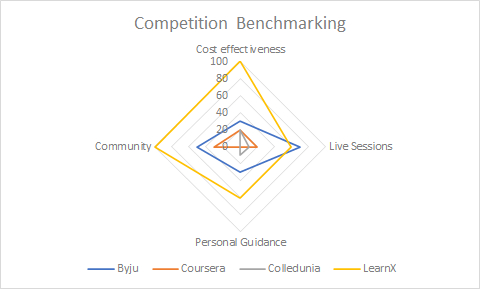 Competition Benchmarking
Cost effectiveness
100
80
60
40
20
0
Community
Live Sessions
Personal Guidance
Byju
Coursera
Colledunia
LearnX